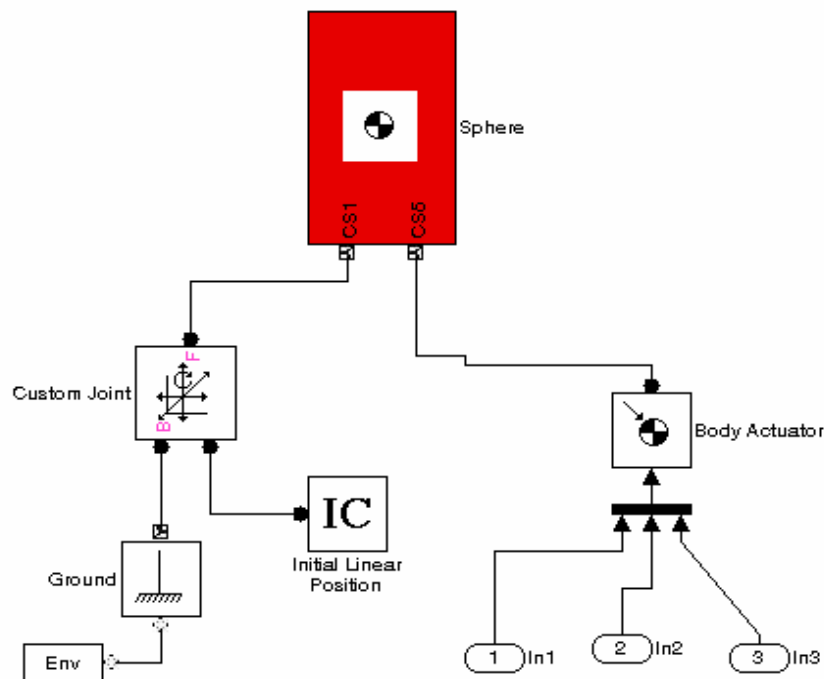 Sphere
CS1
CS5
F
Custom Joint
B
Body Actuator
IC
Initial Linear
Position
Ground
Env
1
In1
2
In2
3
In3